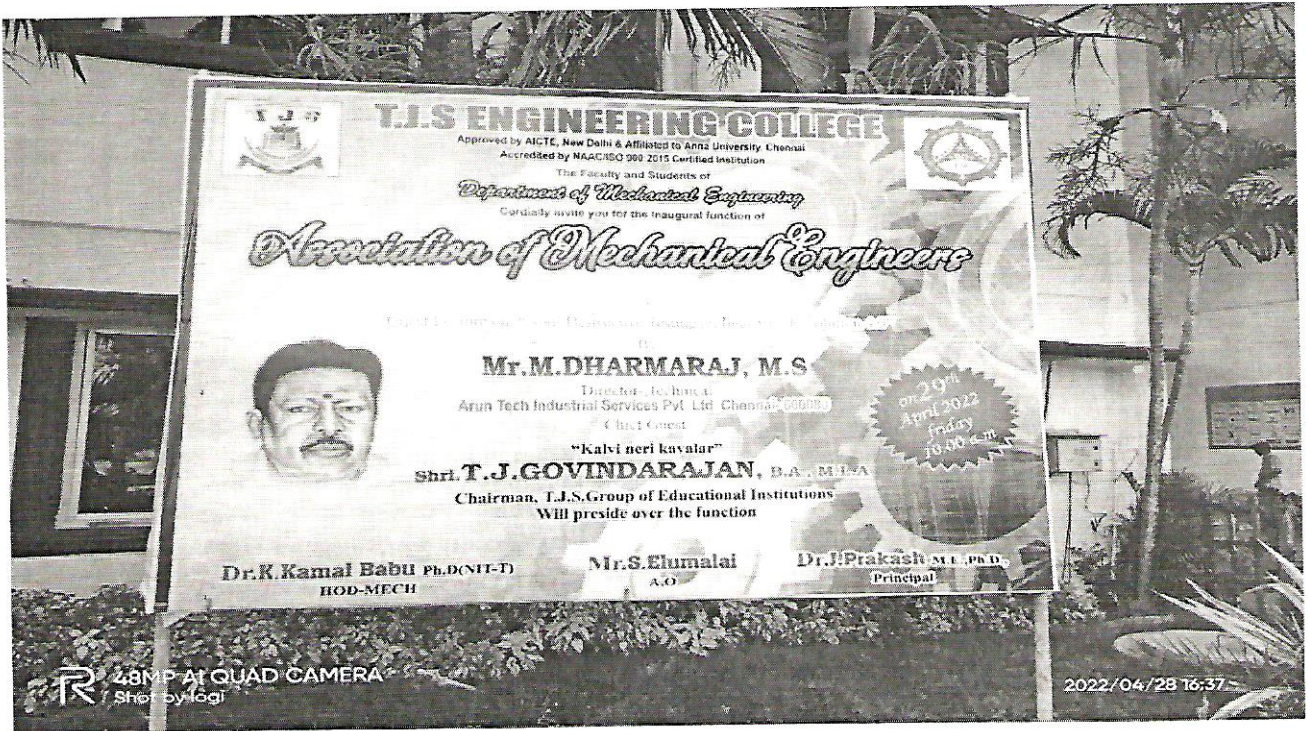 T J S
T.J.S ENGINEERING COLLEGE
Approved by AICTE, New Delhi & Affiliated to Anna University, Chennai
Accredited by NAAC/ISO 900 2015 Certified Institution
The Faculty and Students of
Department of Mechanical Engineering
Cordially invite you for the Inaugural function of
Association of Mechanical Engineers
Mr.M.DHARMARAJ, M.S
Director-Technical
Arun Tech Industrial Services Pvt. Ltd Chennai-
Chief Guest
on 29th
April 2022
friday
10.00 a.m
"Kalvi neri kavalar"
Shri.T.J.GOVINDARAJAN, B.A., M.L.A
Chairman, T.J.S.Group of Educational Institutions
Will preside over the function
Dr.K.Kamal Babu Ph.D(NIT-T)
HOD-MECH
Mr.S.Elumalai
A.O
Dr.J.Prakash M.E.,Ph.D.,
Principal
48MP AI QUAD CAMERA
Shot by logi
2022/04/28 16:37